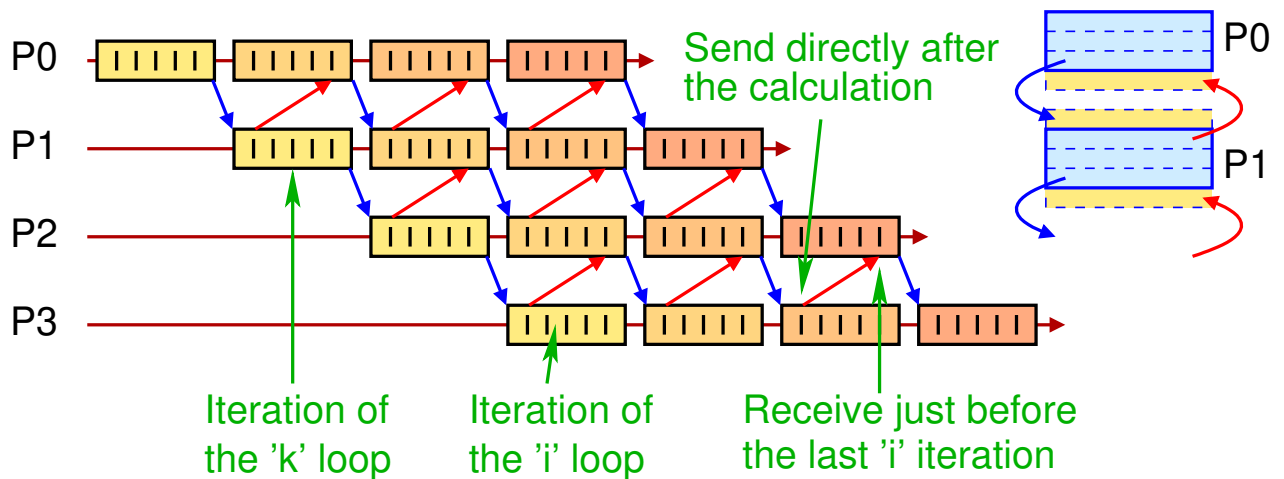 P0
P1
P2
P3
Send directly after
the calculation
P0
P1
Iteration of
the 'k' loop
Iteration of
the 'i' loop
Receive just before
the last 'i' iteration